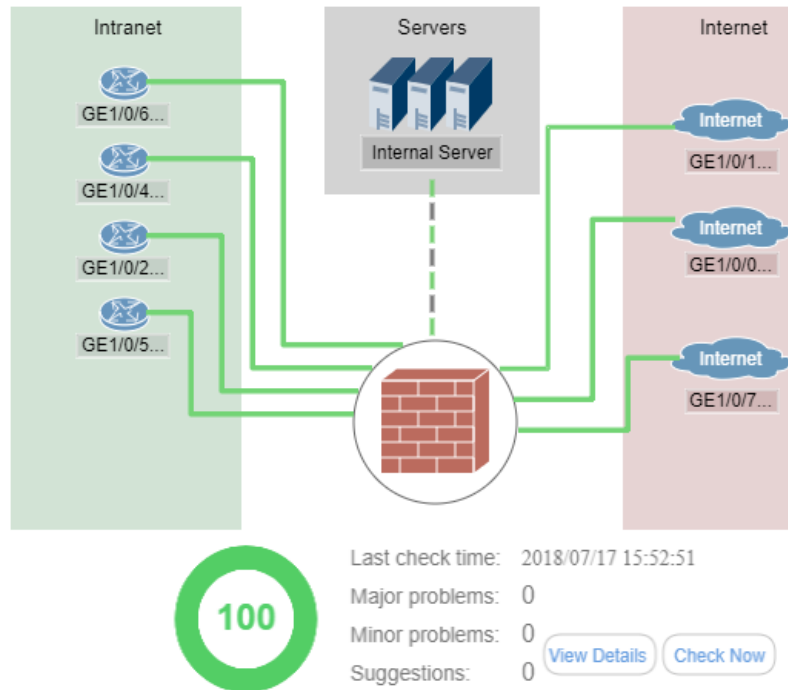 Intranet
GE1/0/6...
GE1/0/4...
GE1/0/2...
GE1/0/5...
Servers
Internal Server
Internet
Internet
GE1/0/1...
Internet
GE1/0/0...
Internet
GE1/0/7...
100
Last check time: 2018/07/17 15:52:51
Major problems: 0
Minor problems: 0
Suggestions: 0
View Details Check Now